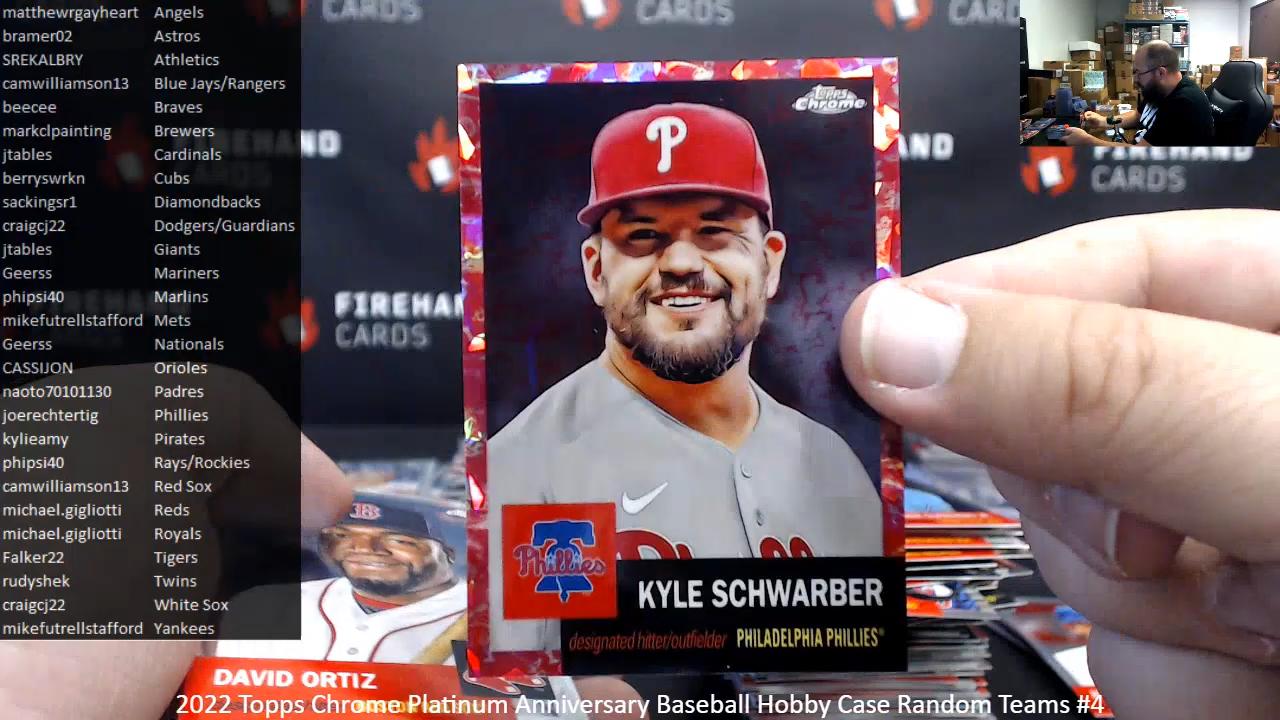 matthewrgayheart Angels
bramer02 Astros
SREKALBRY Athletics
camwilliamson13 Blue Jays/Rangers
beecee Braves
markclpainting Brewers
jtables Cardinals
berryswrkn Cubs
sackingsr1 Diamondbacks
craigcj22 Dodgers/Guardians
jtables Giants
Geerss Mariners
phipsi40 Marlins
mikefutrellstafford Mets
Geerss Nationals
CASSIJON Orioles
naoto70101130 Padres
joerechtertig Phillies
kylieamy Pirates
phipsi40 Rays/Rockies
camwilliamson13 Red Sox
michael.gigliotti Reds
michael.gigliotti Royals
Falker22 Tigers
rudyshek Twins
craigcj22 White Sox
mikefutrellstafford Yankees
CARDS
CARDS
FIREHAN
CARDS
FIREHAND
CARDS
Topps
Chrome
P
Phillies
KYLE SCHWARBER
designated hitter/outfielder PHILADELPHIA PHILLIES®
B
DAVID ORTIZ
2022 Topps Chrome Platinum Anniversary Baseball Hobby Case Random Teams #4